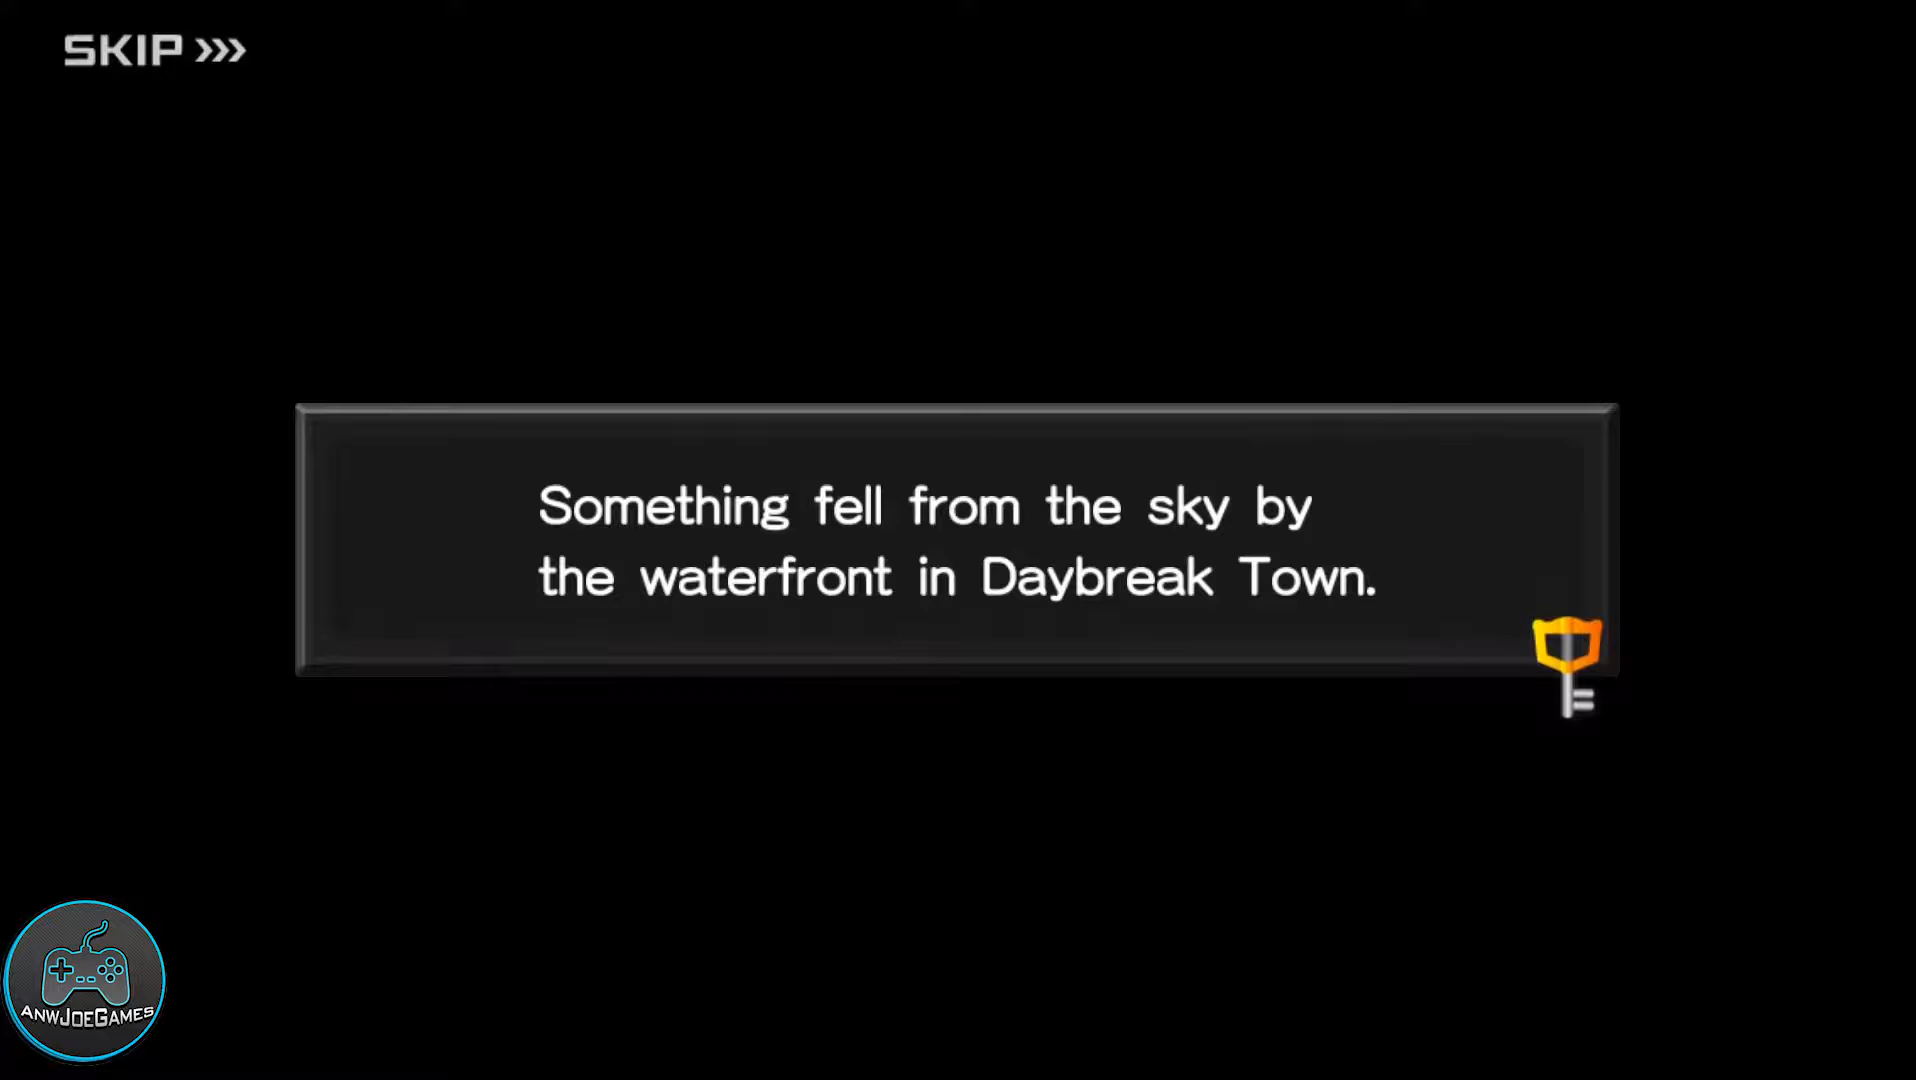 SKIP >>>
Something fell from the sky by
the waterfront in Daybreak Town.
ANWJOEGAMES